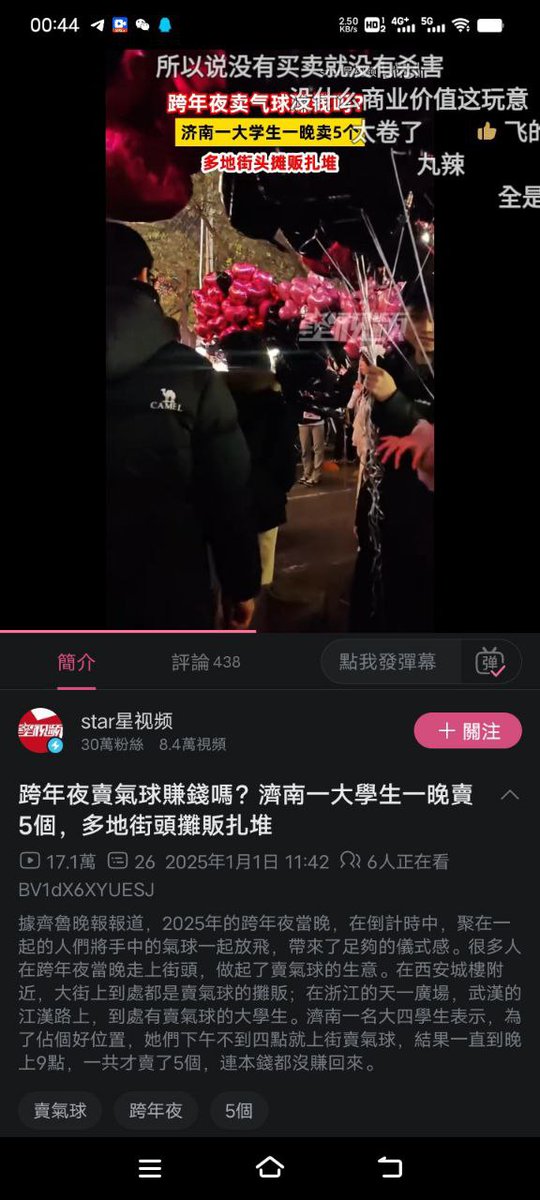 00:44
2.50
KB/s
HD 1 2
4G+
5G
所以说没有买卖就没有杀害
没什么商业价值这玩意
济南一大学生一晚卖5个
太卷了
飞的
多地街头摊贩扎堆
丸辣
全是
CAMEL
簡介
評論 438
點我發彈幕
弹
star星视频
30萬粉絲 8.4萬視頻
+ 關注
跨年夜賣氣球賺錢嗎？濟南一大學生一晚賣
5個，多地街頭攤販扎堆
17.1萬 26 2025年1月1日 11:42 6人正在看
BV1dX6XYUESJ
據齊魯晚報報道，2025年的跨年夜當晚，在倒計時中，聚在一
起的人們將手中的氣球一起放飛，帶來了足夠的儀式感。很多人
在跨年夜當晚走上街頭，做起了賣氣球的生意。在西安城樓附
近，大街上到處都是賣氣球的攤販；在浙江的天一廣場，武漢的
江漢路上，到處有賣氣球的大學生。濟南一名大四學生表示，為
了佔個好位置，她們下午不到四點就上街賣氣球，結果一直到晚
上9點，一共才賣了5個，連本錢都沒賺回來。
賣氣球
跨年夜
5個